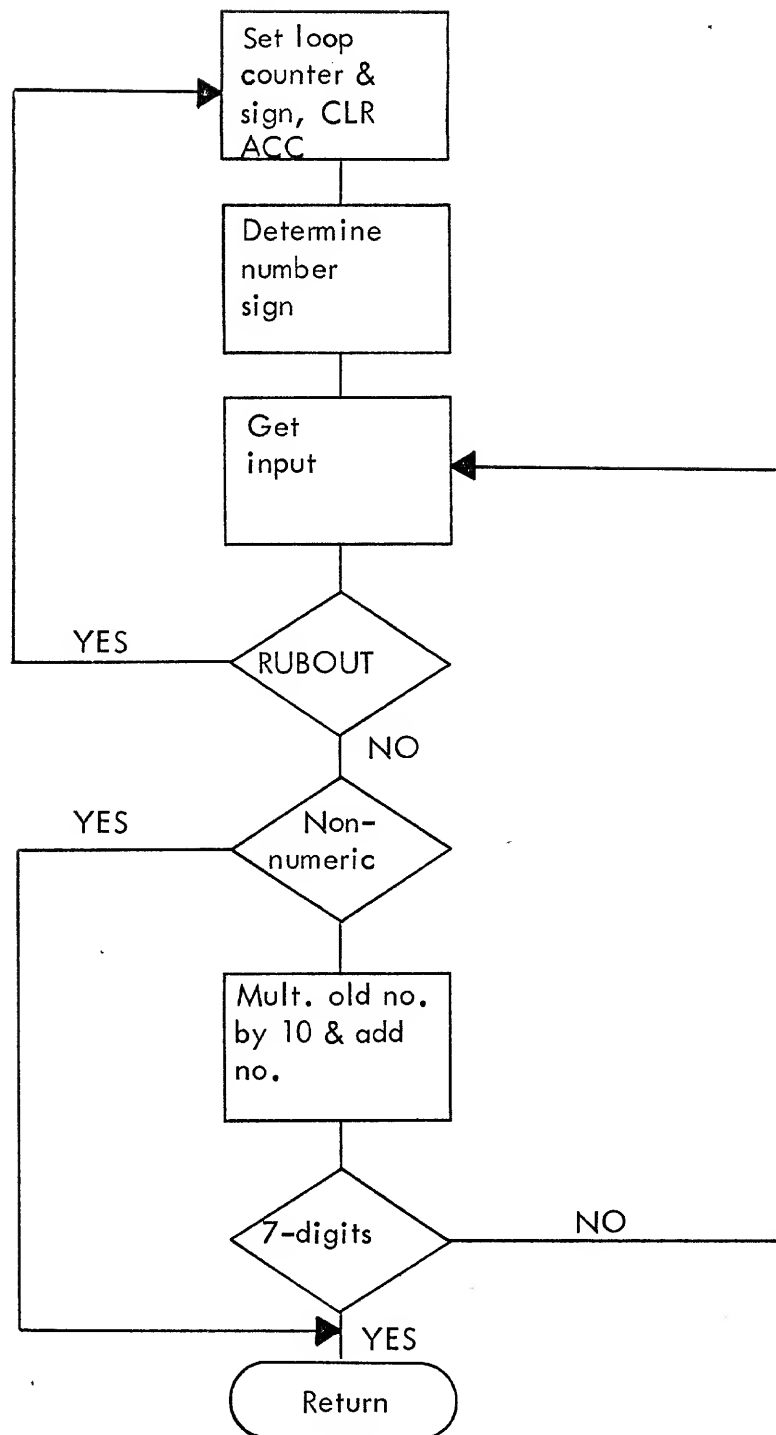 Set loop
counter &
sign, CLR
ACC
Determine
number
sign
Get
input
YES
RUBOUT
NO
YES
Non-
numeric
Mult. old no.
by 10 & add
no.
7-digits
NO
YES
Return